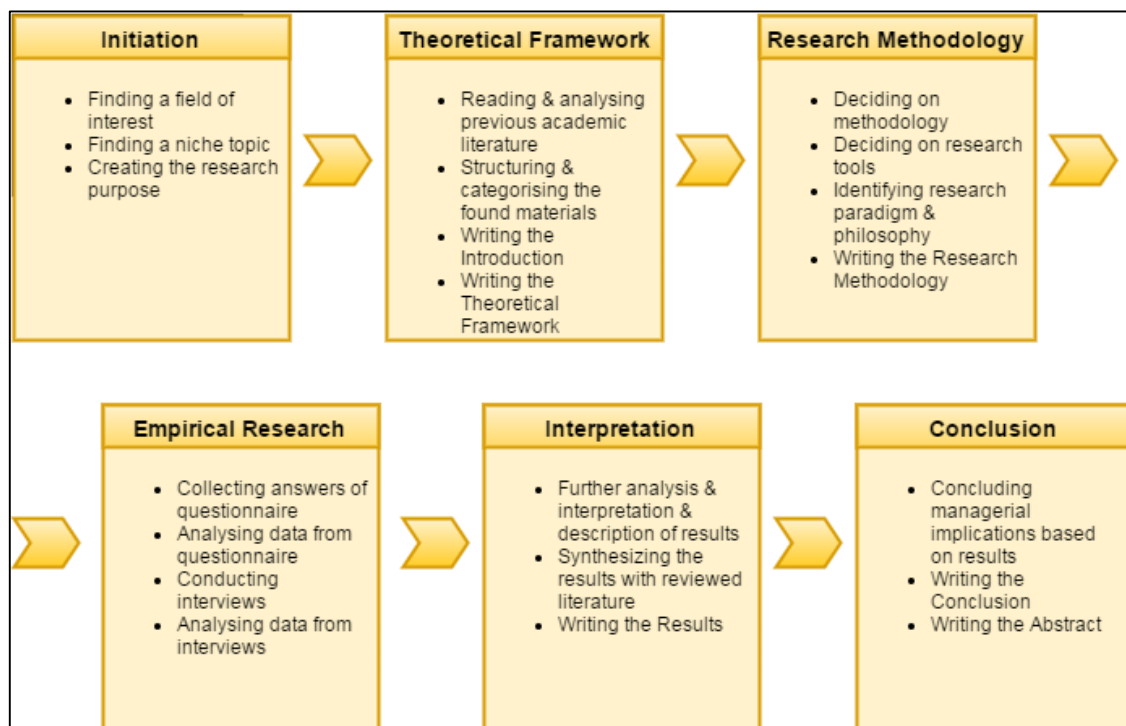 Initiation
• Finding a field of
interest
• Finding a niche topic
• Creating the research
purpose
Theoretical Framework
• Reading & analysing
previous academic
literature
• Structuring &
categorising the
found materials
• Writing the
Introduction
• Writing the
Theoretical
Framework
Research Methodology
• Deciding on
methodology
• Deciding on research
tools
• Identifying research
paradigm &
philosophy
• Writing the Research
Methodology
Empirical Research
• Collecting answers of
questionnaire
• Analysing data from
questionnaire
• Conducting
interviews
• Analysing data from
interviews
Interpretation
• Further analysis &
interpretation &
description of results
• Synthesizing the
results with reviewed
literature
• Writing the Results
Conclusion
• Concluding
managerial
implications based
on results
• Writing the
Conclusion
• Writing the Abstract